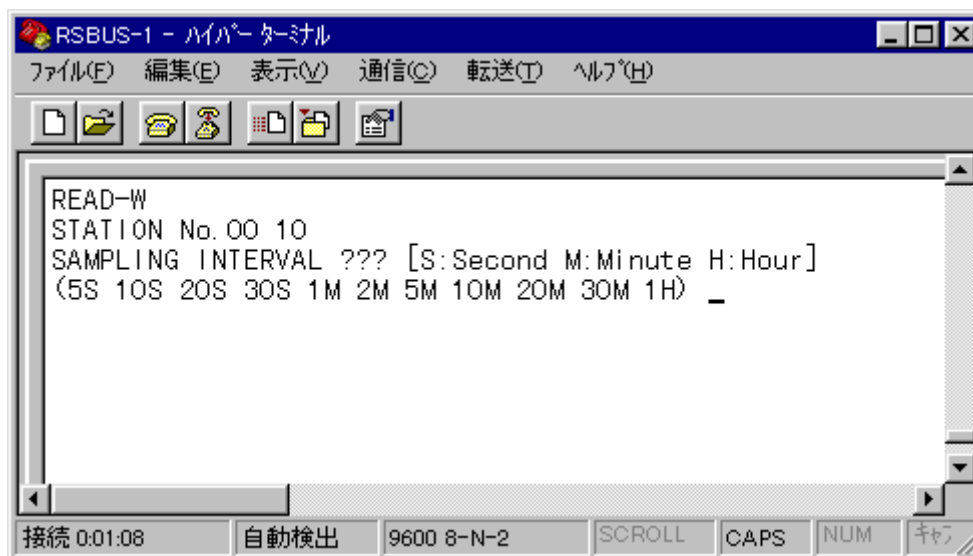 RSBUS-1 - ﾊｲﾊﾟｰ ﾀｰﾐﾅﾙ
ﾌｧｲﾙ(F) 編集(E) 表示(V) 通信(C) 転送(T) ﾍﾙﾌﾟ(H)
READ-W
STATION No.00 10
SAMPLING INTERVAL ??? [S:Second M:Minute H:Hour]
(5S 10S 20S 30S 1M 2M 5M 10M 20M 30M 1H) _
接続 0:01:08 自動検出 9600 8-N-2 SCROLL CAPS NUM ｷｬﾌﾟ